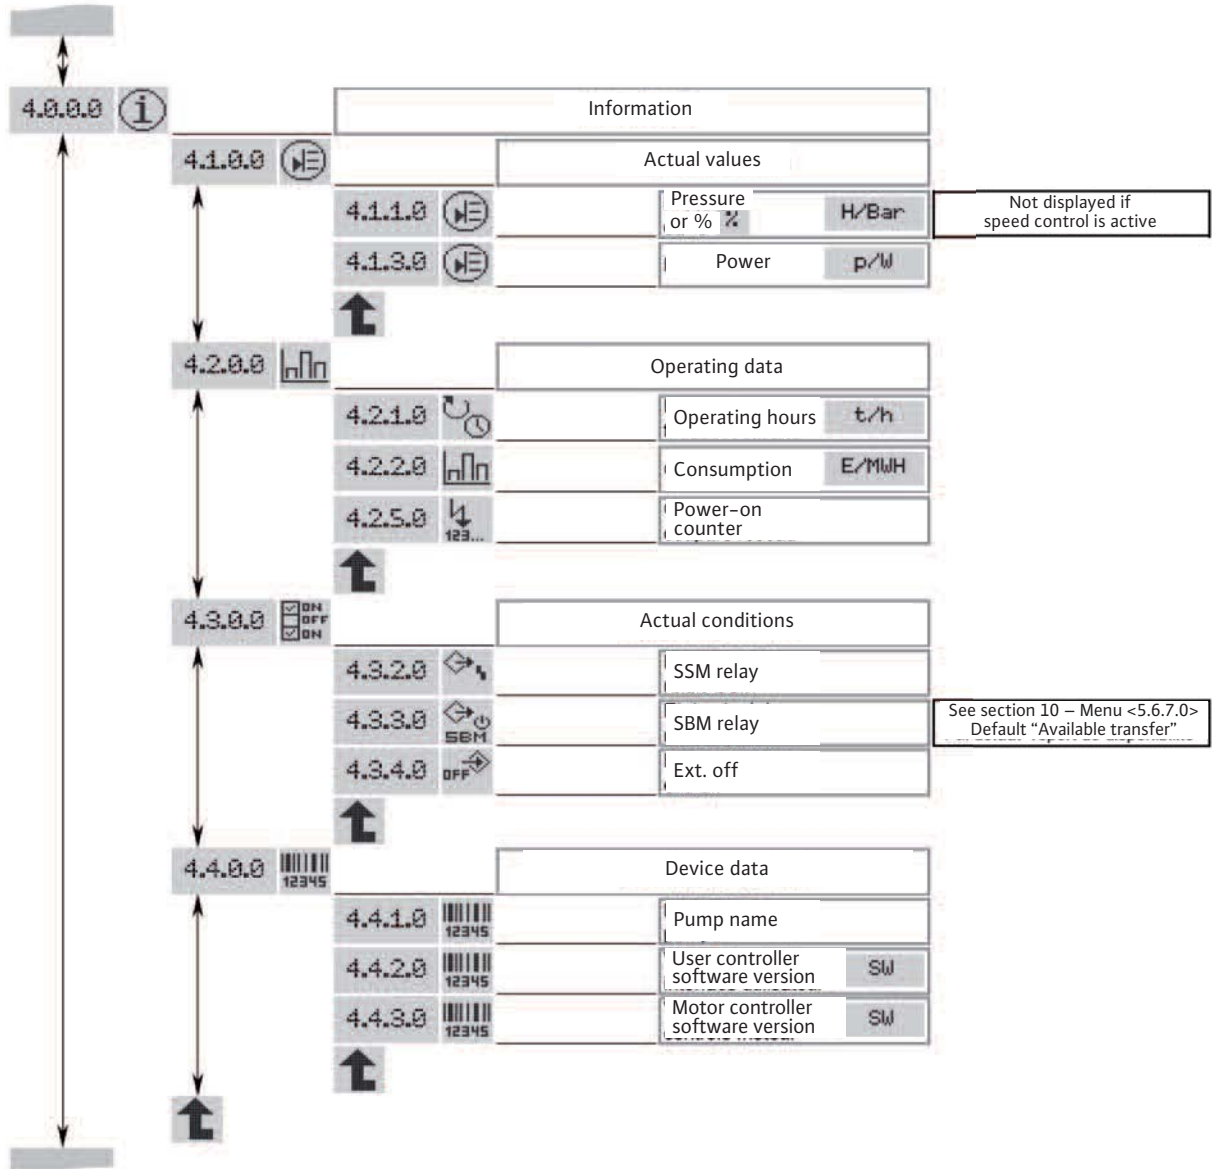 4.0.0.0 i Information
4.1.0.0 Actual values
4.1.1.0 Pressure
or % % H/Bar
Not displayed if
speed control is active
4.1.3.0 Power p/W
4.2.0.0 Operating data
4.2.1.0 Operating hours t/h
4.2.2.0 Consumption E/MWH
4.2.5.0 123... Power-on
counter
4.3.0.0 ON
OFF
ON
Actual conditions
4.3.2.0 SSM relay
4.3.3.0 SBM SBM relay
See section 10 – Menu <5.6.7.0>
Default “Available transfer”
4.3.4.0 OFF Ext. off
4.4.0.0 12345 Device data
4.4.1.0 12345 Pump name
4.4.2.0 12345 User controller
software version SW
4.4.3.0 12345 Motor controller
software version SW